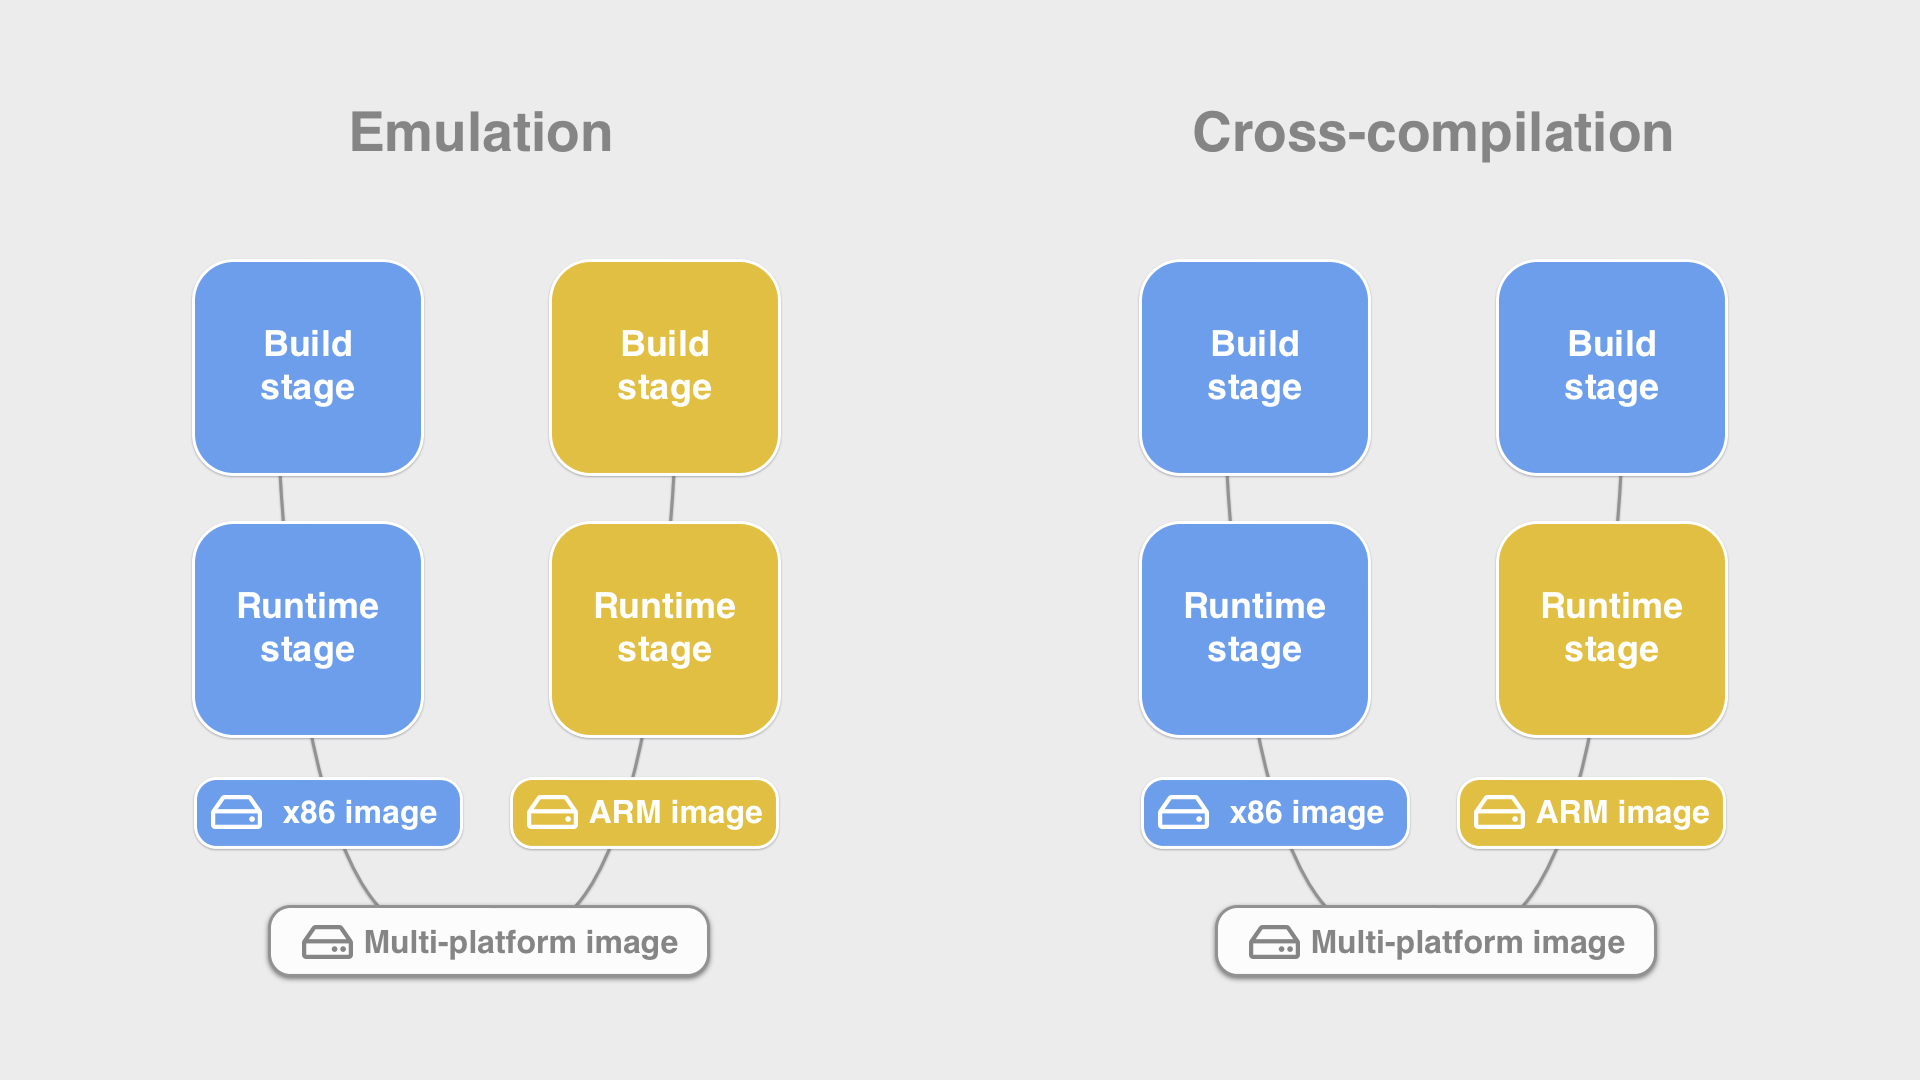 Emulation
Build
stage
Build
stage
Runtime
stage
Runtime
stage
x86 image
ARM image
Multi-platform image
Cross-compilation
Build
stage
Build
stage
Runtime
stage
Runtime
stage
x86 image
ARM image
Multi-platform image